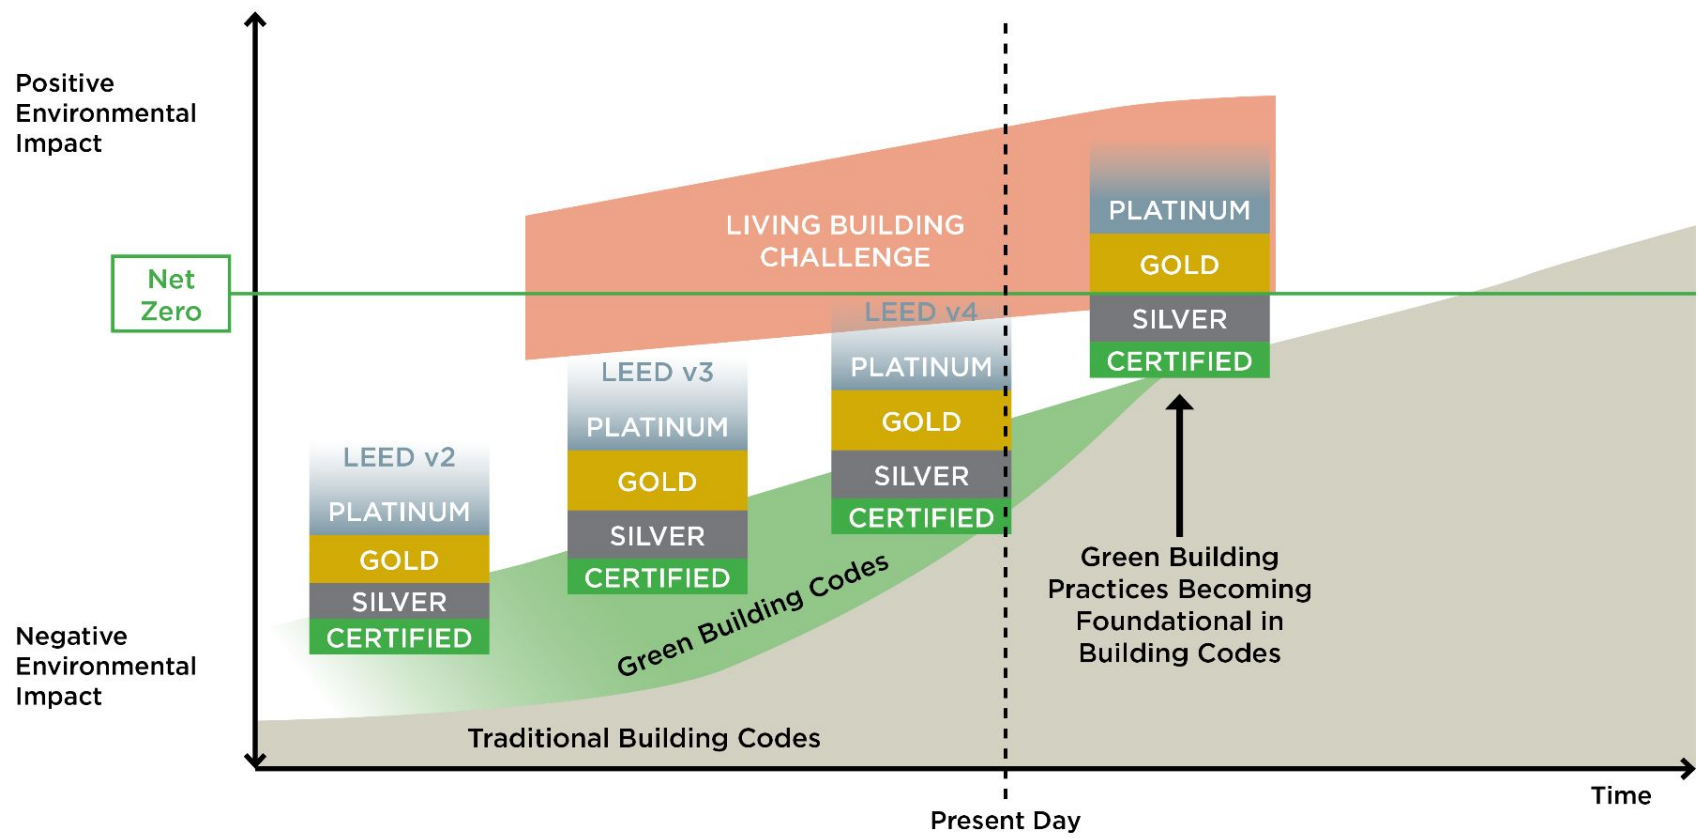 Positive
Environmental
Impact
Net
Zero
Negative
Environmental
Impact
LEED v2
PLATINUM
GOLD
SILVER
CERTIFIED
LEED v3
PLATINUM
GOLD
SILVER
CERTIFIED
LIVING BUILDING
CHALLENGE
LEED v4
PLATINUM
GOLD
SILVER
CERTIFIED
PLATINUM
GOLD
SILVER
CERTIFIED
Green Building Codes
Traditional Building Codes
Green Building
Practices Becoming
Foundational in
Building Codes
Time
Present Day